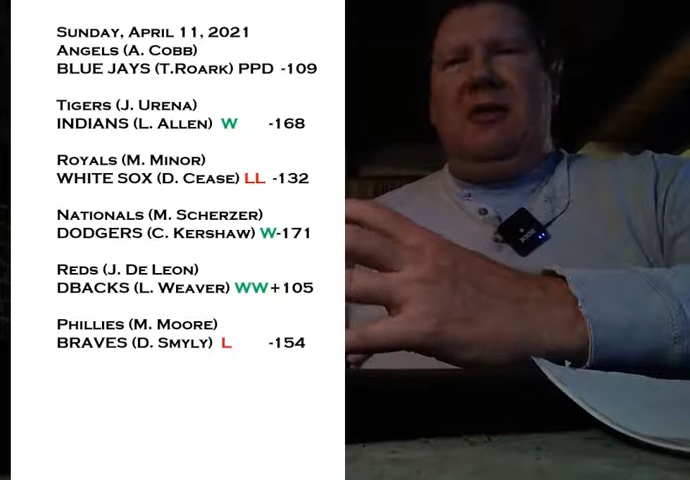 Sunday, April 11, 2021
Angels (A. Cobb)
BLUE JAYS (T.Roark) PPD -109
Tigers (J. Urena)
INDIANS (L. Allen) W -168
Royals (M. Minor)
WHITE SOX (D. Cease) LL -132
Nationals (M. Scherzer)
DODGERS (C. Kershaw) W-171
Reds (J. De Leon)
DBACKS (L. Weaver) WW+105
Phillies (M. Moore)
BRAVES (D. Smyly) L -154